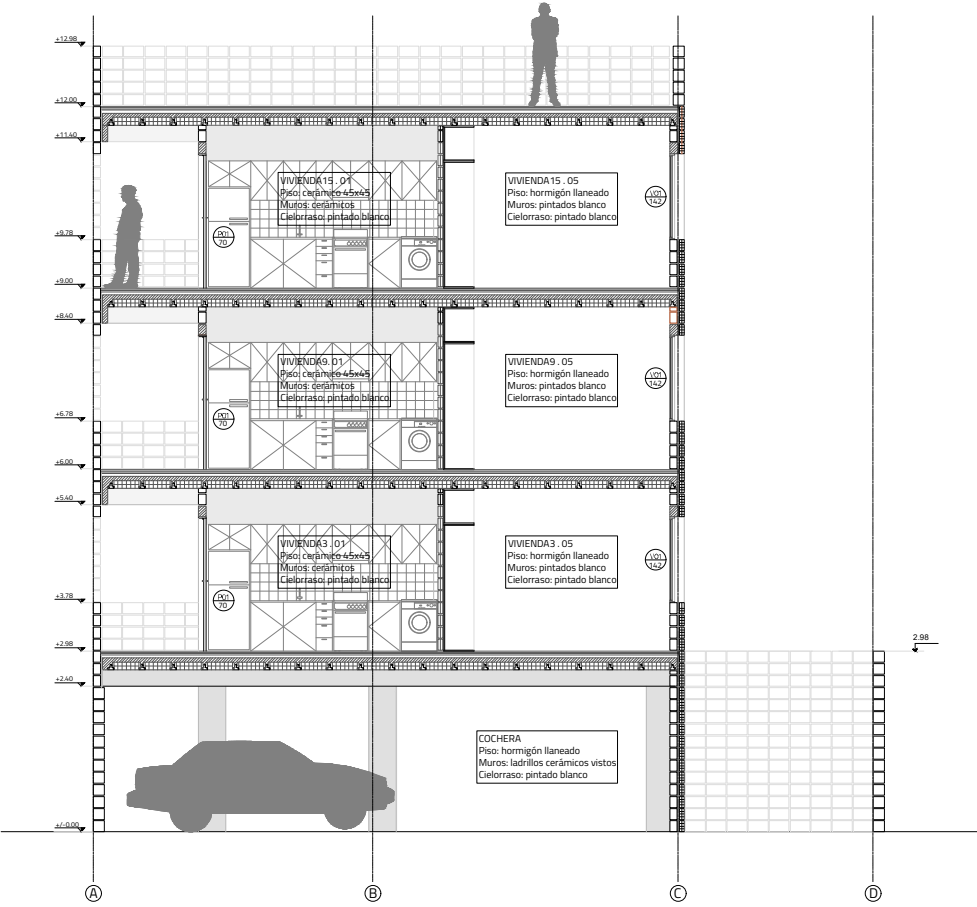 +12.98
+12.00
+11.40
VIVIENDA15 . 01
Piso: cerámico 45x45
Muros: cerámicos
Cielorraso: pintado blanco
VIVIENDA15 . 05
Piso: hormigón llaneado
Muros: pintados blanco
Cielorraso: pintado blanco
V01
142
P01
70
+9.78
+9.00
+8.40
VIVIENDA9 . 01
Piso: cerámico 45x45
Muros: cerámicos
Cielorraso: pintado blanco
VIVIENDA9 . 05
Piso: hormigón llaneado
Muros: pintados blanco
Cielorraso: pintado blanco
V01
142
P01
70
+6.78
+6.00
+5.40
VIVIENDA3 . 01
Piso: cerámico 45x45
Muros: cerámicos
Cielorraso: pintado blanco
VIVIENDA3 . 05
Piso: hormigón llaneado
Muros: pintados blanco
Cielorraso: pintado blanco
V01
142
P01
70
+3.78
+2.98
2.98
+2.40
COCHERA
Piso: hormigón llaneado
Muros: ladrillos cerámicos vistos
Cielorraso: pintado blanco
+/-0.00
A
B
C
D